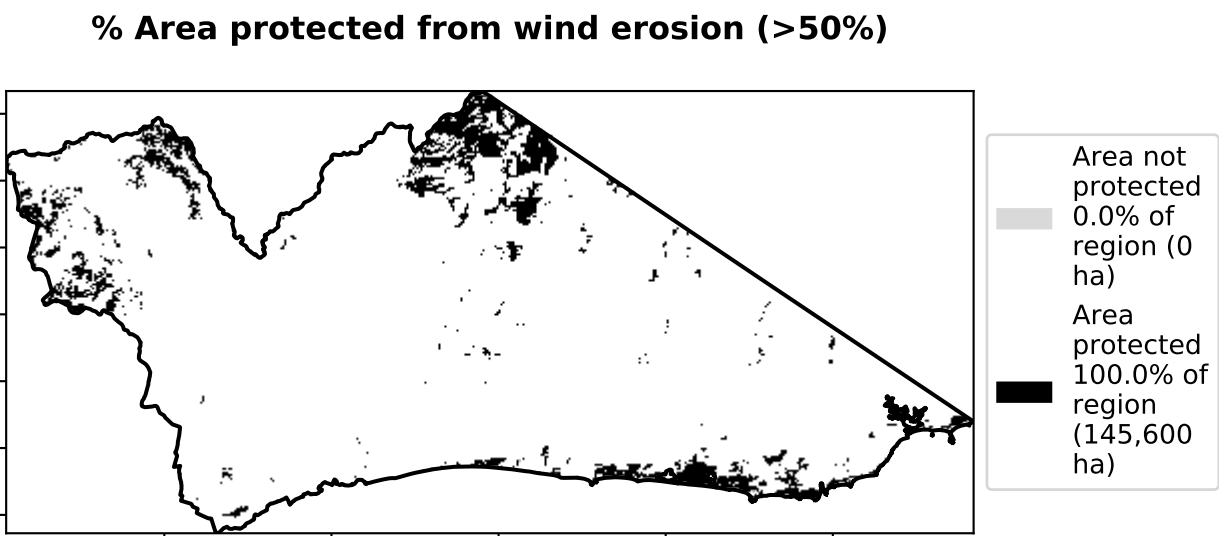 % Area protected from wind erosion (>50%)
Area not
protected
0.0% of
region (0
ha)
Area
protected
100.0% of
region
(145,600
ha)